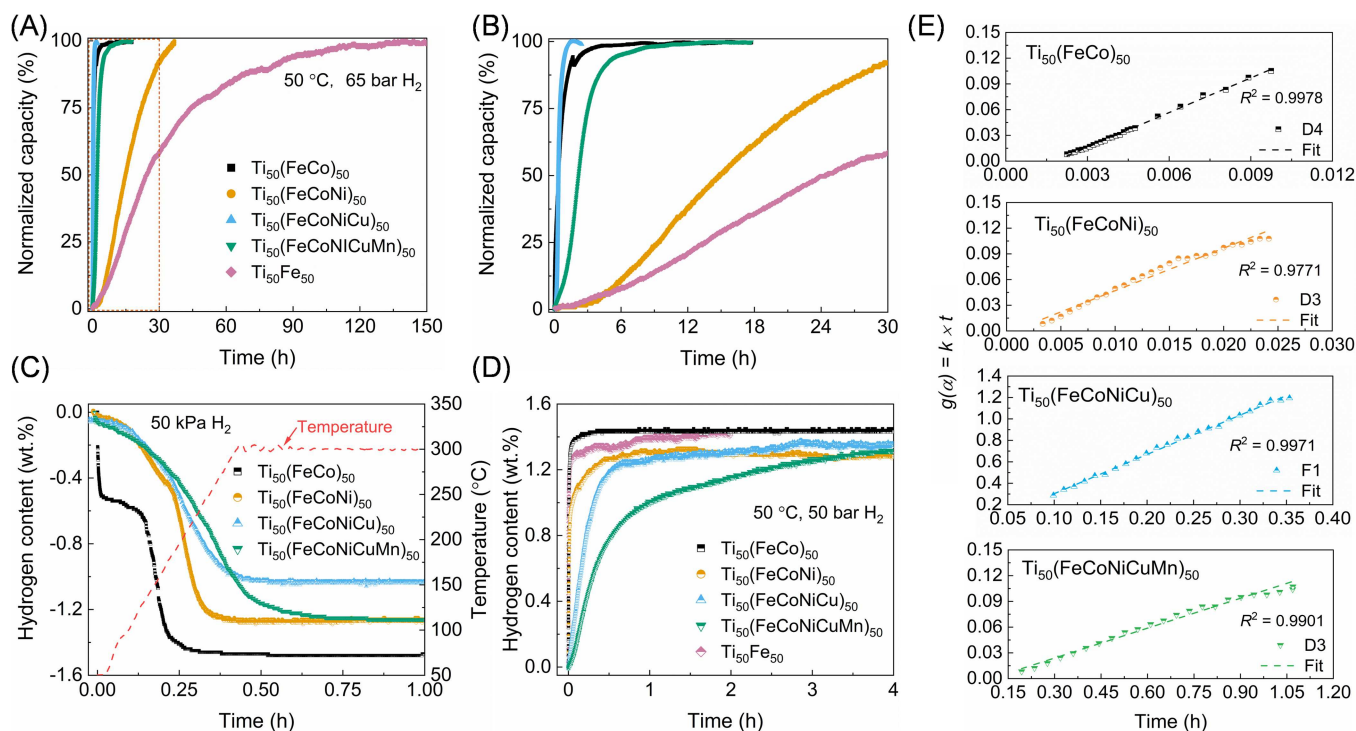 (A)
Normalized capacity (%)
100
75
50
25
0
50 °C, 65 bar H2
Ti50(FeCo)50
Ti50(FeCoNi)50
Ti50(FeCoNiCu)50
Ti50(FeCoNICuMn)50
Ti50Fe50
0 30 60 90 120 150
Time (h)
(B)
Normalized capacity (%)
100
75
50
25
0
6 12 18 24 30
Time (h)
(C)
Hydrogen content (wt.%)
0.0
-0.4
-0.8
-1.2
-1.6
50 kPa H2
Temperature
Ti50(FeCo)50
Ti50(FeCoNi)50
Ti50(FeCoNiCu)50
Ti50(FeCoNiCuMn)50
350
300
250
200
150
100
50
Temperature (°C)
0.00 0.25 0.50 0.75 1.00
Time (h)
(D)
Hydrogen content (wt.%)
1.6
1.2
0.8
0.4
0.0
50 °C, 50 bar H2
Ti50(FeCo)50
Ti50(FeCoNi)50
Ti50(FeCoNiCu)50
Ti50(FeCoNiCuMn)50
Ti50Fe50
0 1 2 3 4
Time (h)
(E)
g(α) = k × t
Ti50(FeCo)50
0.15
0.12
0.09
0.06
0.03
0.00
R2 = 0.9978
D4
Fit
0.000 0.003 0.006 0.009 0.012
Ti50(FeCoNi)50
0.15
0.12
0.09
0.06
0.03
0.00
R2 = 0.9771
D3
Fit
0.000 0.005 0.010 0.015 0.020 0.025 0.030
Ti50(FeCoNiCu)50
1.4
1.2
1.0
0.8
0.6
0.4
0.2
R2 = 0.9971
F1
Fit
0.05 0.10 0.15 0.20 0.25 0.30 0.35 0.40
Ti50(FeCoNiCuMn)50
0.15
0.12
0.09
0.06
0.03
0.00
R2 = 0.9901
D3
Fit
0.15 0.30 0.45 0.60 0.75 0.90 1.05 1.20
Time (h)